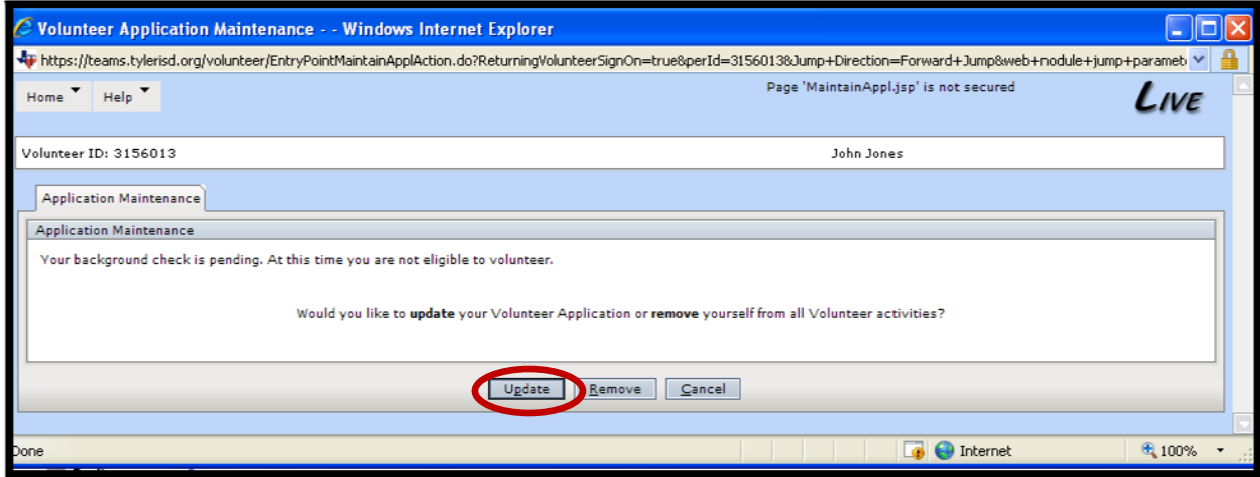 Volunteer Application Maintenance - - Windows Internet Explorer
https://teams.tylerisd.org/volunteer/EntryPointMaintainApplAction.do?ReturningVolunteerSignOn=true&perId=3156013&Jump+Direction=Forward+Jump&web+nodule+jump+paramet
Home Help Page 'MaintainAppl.jsp' is not secured LIVE
Volunteer ID: 3156013 John Jones
Application Maintenance
Application Maintenance
Your background check is pending. At this time you are not eligible to volunteer.
Would you like to update your Volunteer Application or remove yourself from all Volunteer activities?
Update Remove Cancel
Done Internet 100%